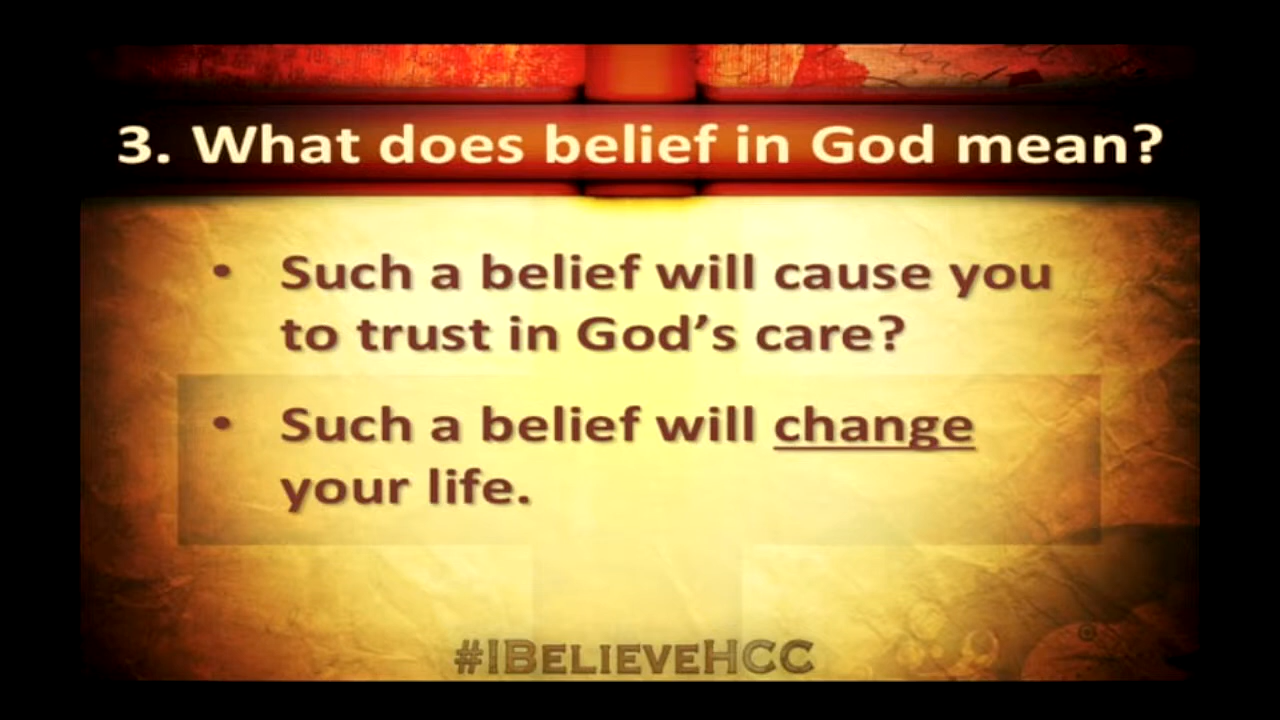 3. What does belief in God mean?
• Such a belief will cause you
to trust in God’s care?
• Such a belief will change
your life.
#IBELIEVEHCC